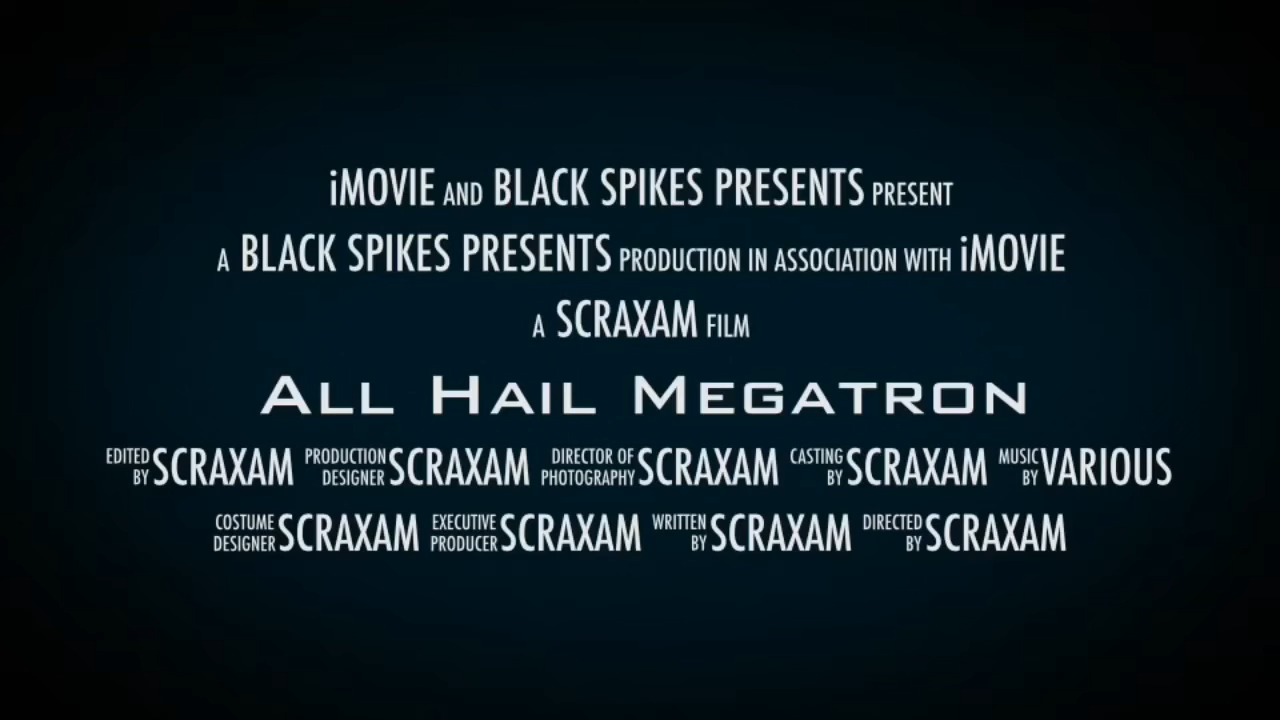 iMOVIE AND BLACK SPIKES PRESENTS PRESENT
A BLACK SPIKES PRESENTS PRODUCTION IN ASSOCIATION WITH iMOVIE
A SCRAXAM FILM
ALL HAIL MEGATRON
EDITED BY SCRAXAM PRODUCTION DESIGNER SCRAXAM DIRECTOR OF PHOTOGRAPHY SCRAXAM CASTING BY SCRAXAM MUSIC BY VARIOUS
COSTUME DESIGNER SCRAXAM EXECUTIVE PRODUCER SCRAXAM WRITTEN BY SCRAXAM DIRECTED BY SCRAXAM